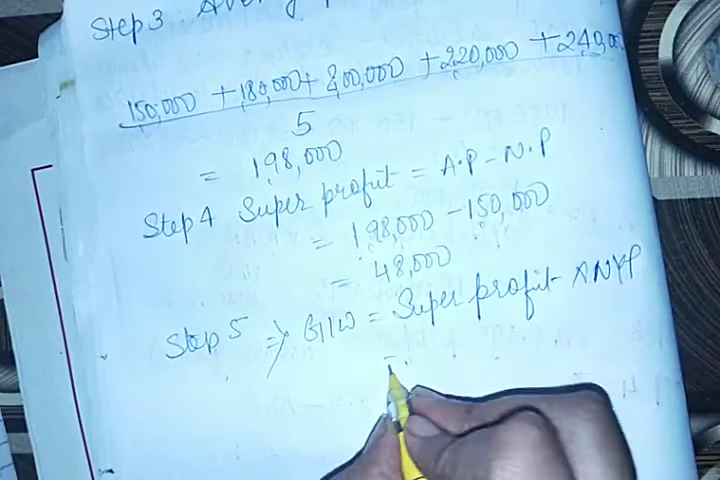 Step 3. Average
150,000 + 180,000 + 200,000 + 220,000 + 240,000
5
= 198,000
Step 4 Super profit = A.P - N.P
= 198,000 - 150,000
= 48,000
Step 5 => G/W = Super profit × NYP
=